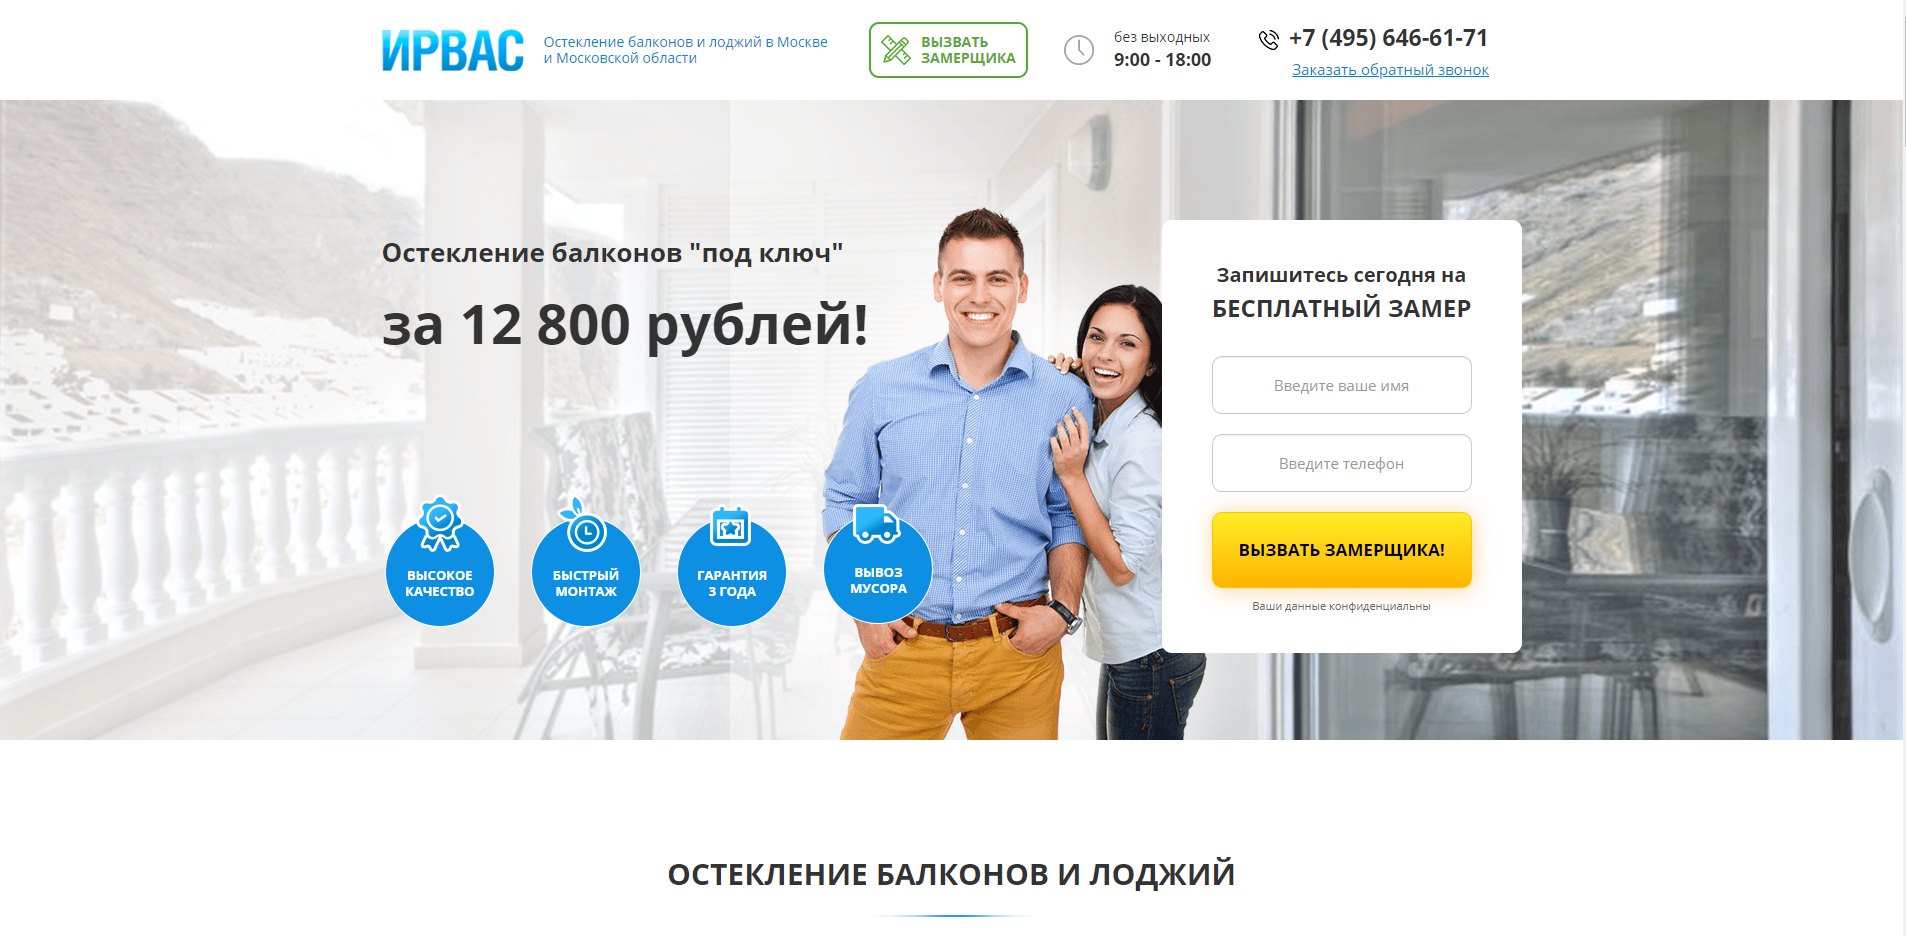 ИРВАС
Остекление балконов и лоджий в Москве
и Московской области
ВЫЗВАТЬ
ЗАМЕРЩИКА
без выходных
9:00 - 18:00
+7 (495) 646-61-71
Заказать обратный звонок
Остекление балконов "под ключ"
за 12 800 рублей!
ВЫСОКОЕ
КАЧЕСТВО
БЫСТРЫЙ
МОНТАЖ
ГАРАНТИЯ
3 ГОДА
ВЫВОЗ
МУСОРА
Запишитесь сегодня на
БЕСПЛАТНЫЙ ЗАМЕР
Введите ваше имя
Введите телефон
ВЫЗВАТЬ ЗАМЕРЩИКА!
Ваши данные конфиденциальны
ОСТЕКЛЕНИЕ БАЛКОНОВ И ЛОДЖИЙ